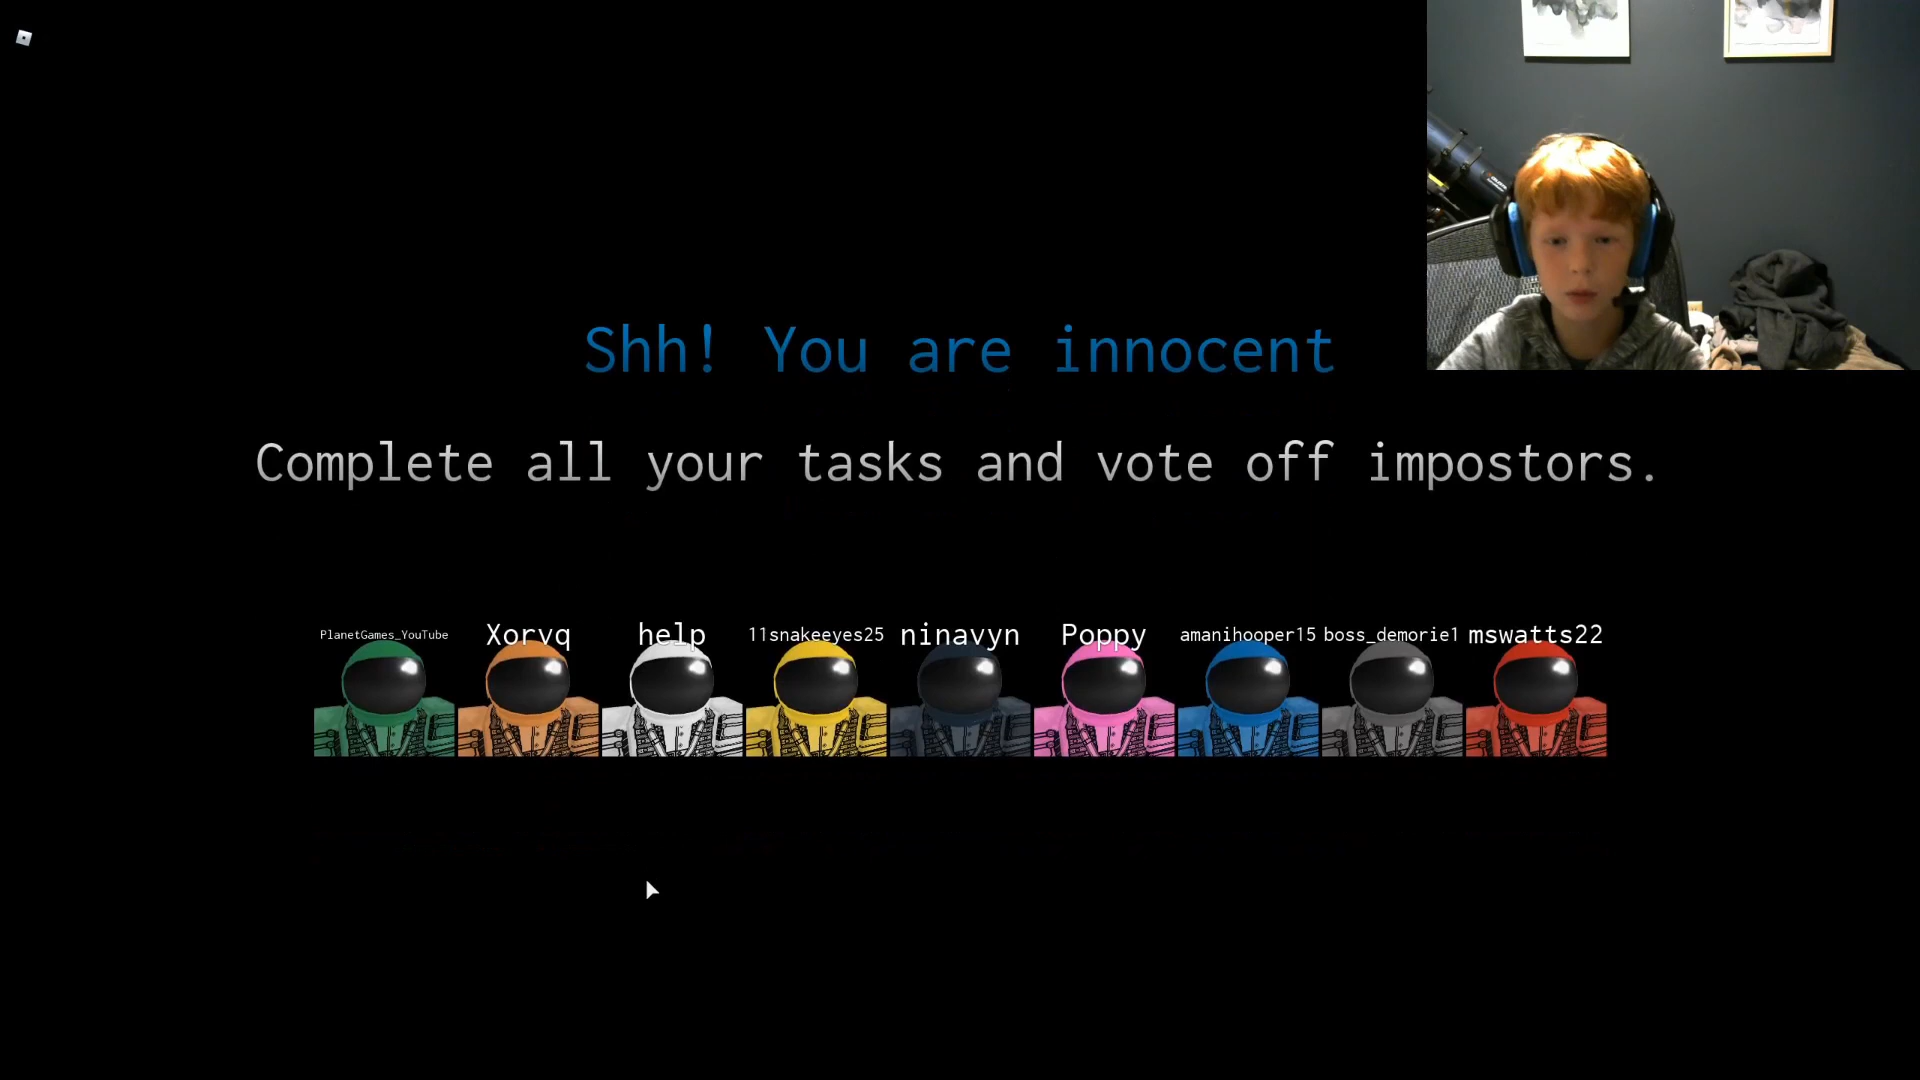 Shh! You are innocent
Complete all your tasks and vote off impostors.
PlanetGames_YouTube Xorvq help 11snakeeyes25 ninavyn Poppy amanihooper15 boss_demorie1 mswatts22